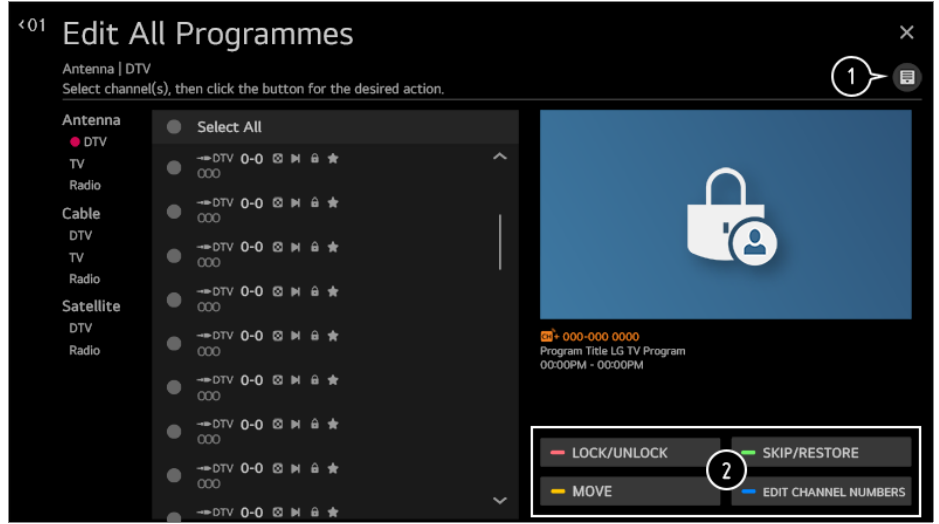 <01 Edit All Programmes
Antenna | DTV
Select channel(s), then click the button for the desired action.
1
Antenna
DTV
TV
Radio
Cable
DTV
TV
Radio
Satellite
DTV
Radio
Select All
DTV 0-0
000
DTV 0-0
000
DTV 0-0
000
DTV 0-0
000
DTV 0-0
000
DTV 0-0
000
DTV 0-0
000
DTV 0-0
000
DTV 0-0
CH+ 000-000 0000
Program Title LG TV Program
00:00PM - 00:00PM
LOCK/UNLOCK
SKIP/RESTORE
2
MOVE
EDIT CHANNEL NUMBERS